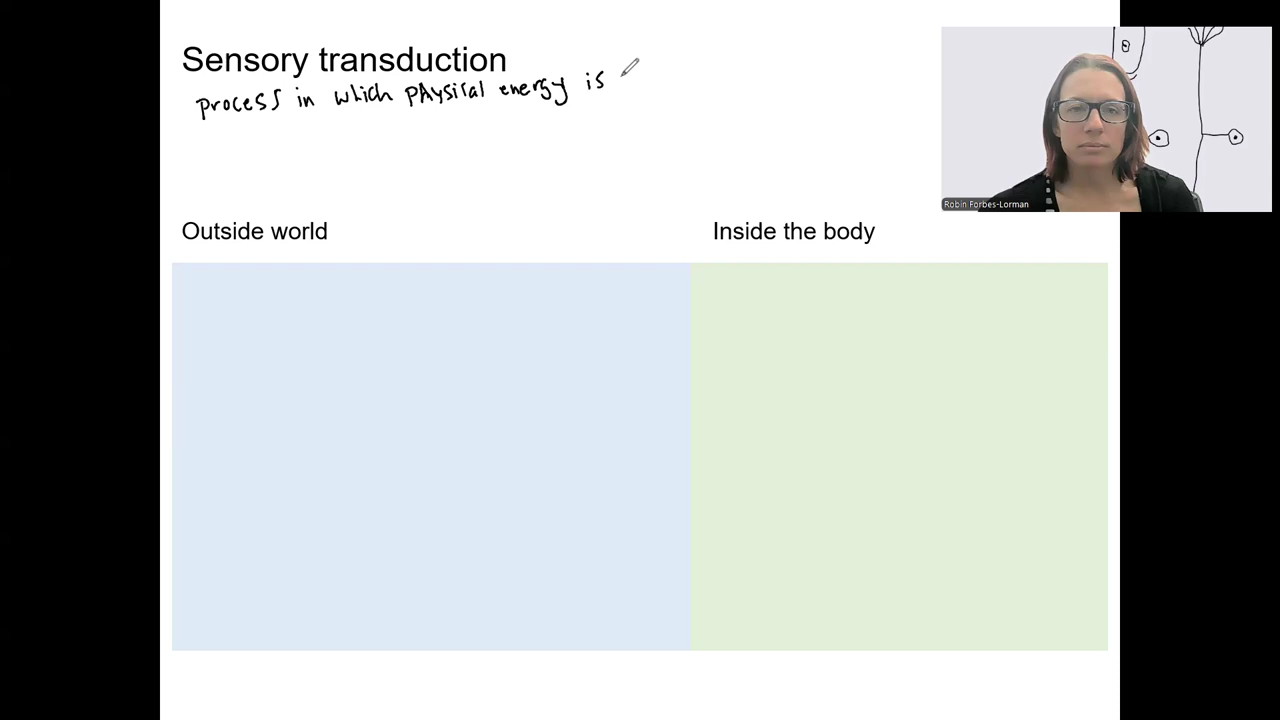 Sensory transduction
process in which physical energy is
Robin Forbes-Lorman
Outside world
Inside the body